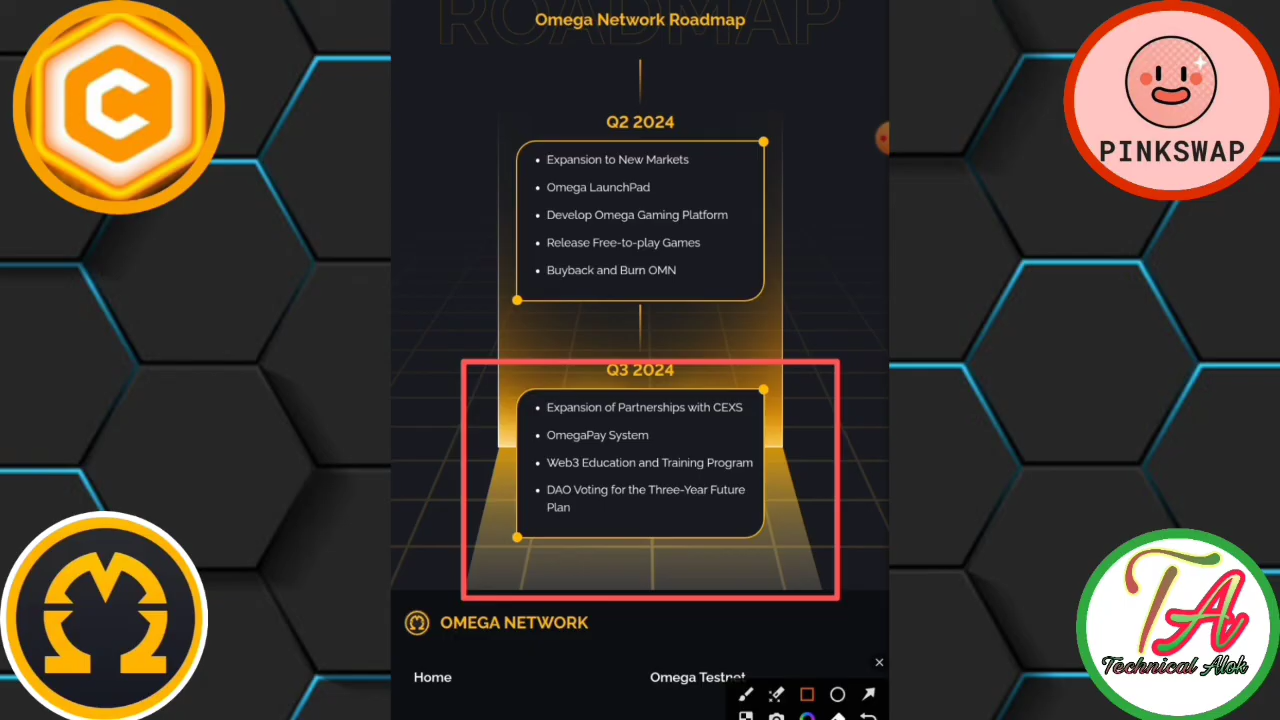 ROADMAP
Omega Network Roadmap
PINKSWAP
Q2 2024
• Expansion to New Markets
• Omega LaunchPad
• Develop Omega Gaming Platform
• Release Free-to-play Games
• Buyback and Burn OMN
Q3 2024
• Expansion of Partnerships with CEXS
• OmegaPay System
• Web3 Education and Training Program
• DAO Voting for the Three-Year Future
Plan
OMEGA NETWORK
Home
Omega Testnet
TA
Technical Alok